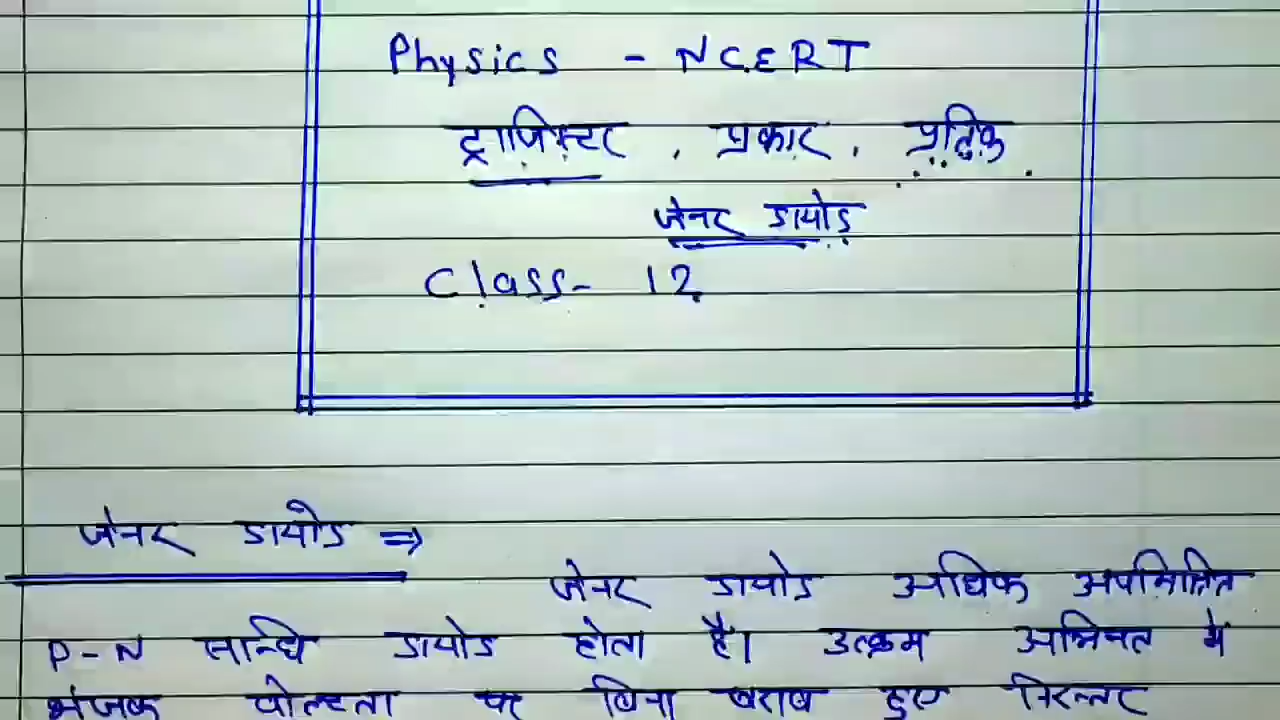 Physics - NCERT
ट्राजिस्टर, प्रकार, प्रतिक
जेनर डायोड
Class- 12
जेनर डायोड ⇒
जेनर डायोड अधिक अपमिश्रित
P-N सन्धि डायोड होता है। उत्क्रम अभिनत में
भंजक वोल्टता पर बिना खराब हुए निरन्तर